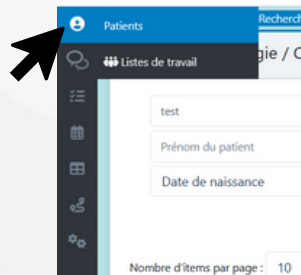 Patients
Recherch
Listes de travail
gie / C
test
Prénom du patient
Date de naissance
Nombre d'items par page : 10